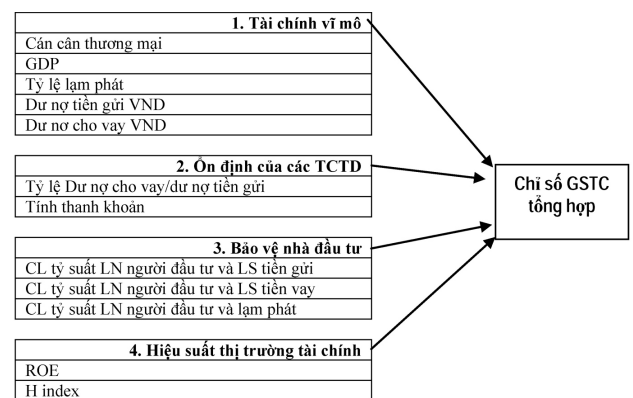 1. Tài chính vĩ mô
Cán cân thương mại
GDP
Tỷ lệ lạm phát
Dư nợ tiền gửi VND
Dư nơ cho vay VND
2. Ổn định của các TCTD
Tỷ lệ Dư nợ cho vay/dư nợ tiền gửi
Tính thanh khoản
3. Bảo vệ nhà đầu tư
CL tỷ suất LN người đầu tư và LS tiền gửi
CL tỷ suất LN người đầu tư và LS tiền vay
CL tỷ suất LN người đầu tư và lạm phát
4. Hiệu suất thị trường tài chính
ROE
H index
Chỉ số GSTC
tổng hợp